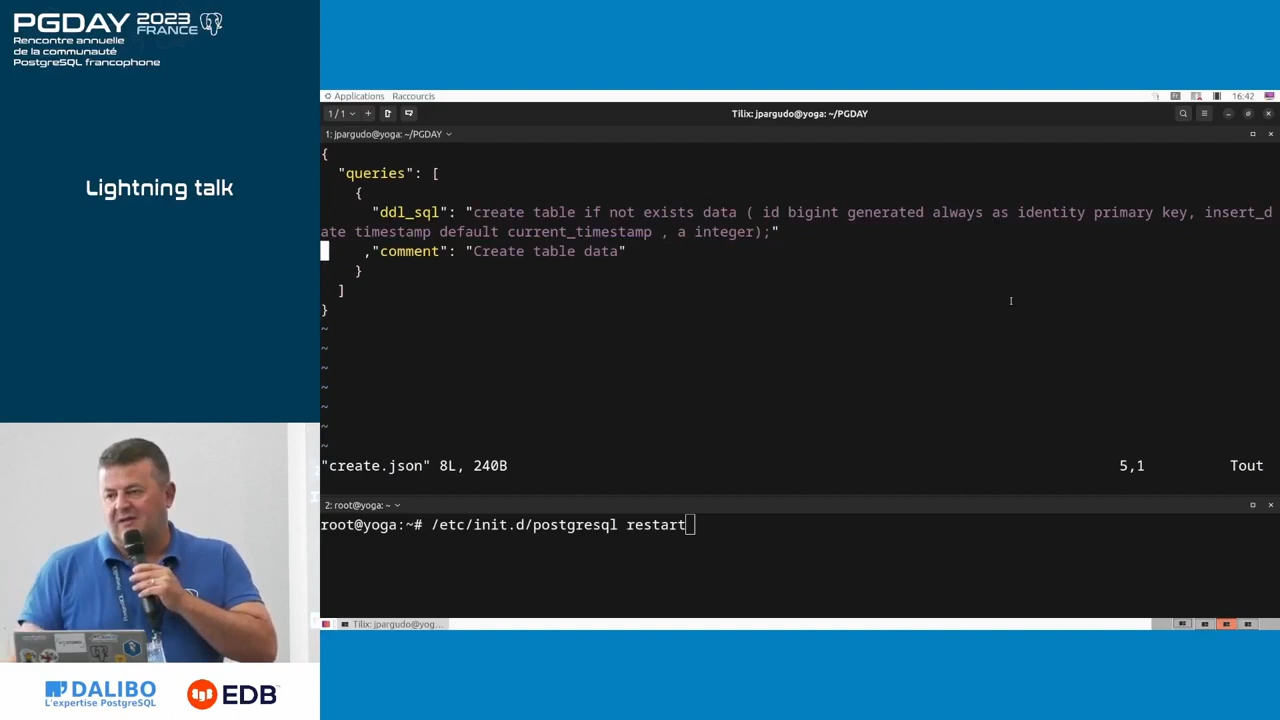 PGDAY 2023 FRANCE
Rencontre annuelle
de la communauté
PostgreSQL francophone
Lightning talk
Applications Raccourcis
16:42
1 / 1
Tilix: jpargudo@yoga: ~/PGDAY
1: jpargudo@yoga: ~/PGDAY
{
"queries": [
{
"ddl_sql": "create table if not exists data ( id bigint generated always as identity primary key, insert_d
ate timestamp default current_timestamp , a integer);"
,"comment": "Create table data"
}
]
}
~
~
~
~
~
~
~
"create.json" 8L, 240B 5,1 Tout
2: root@yoga: ~
root@yoga:~# /etc/init.d/postgresql restart
Tilix: jpargudo@yog...
DALIBO
L'expertise PostgreSQL
EDB